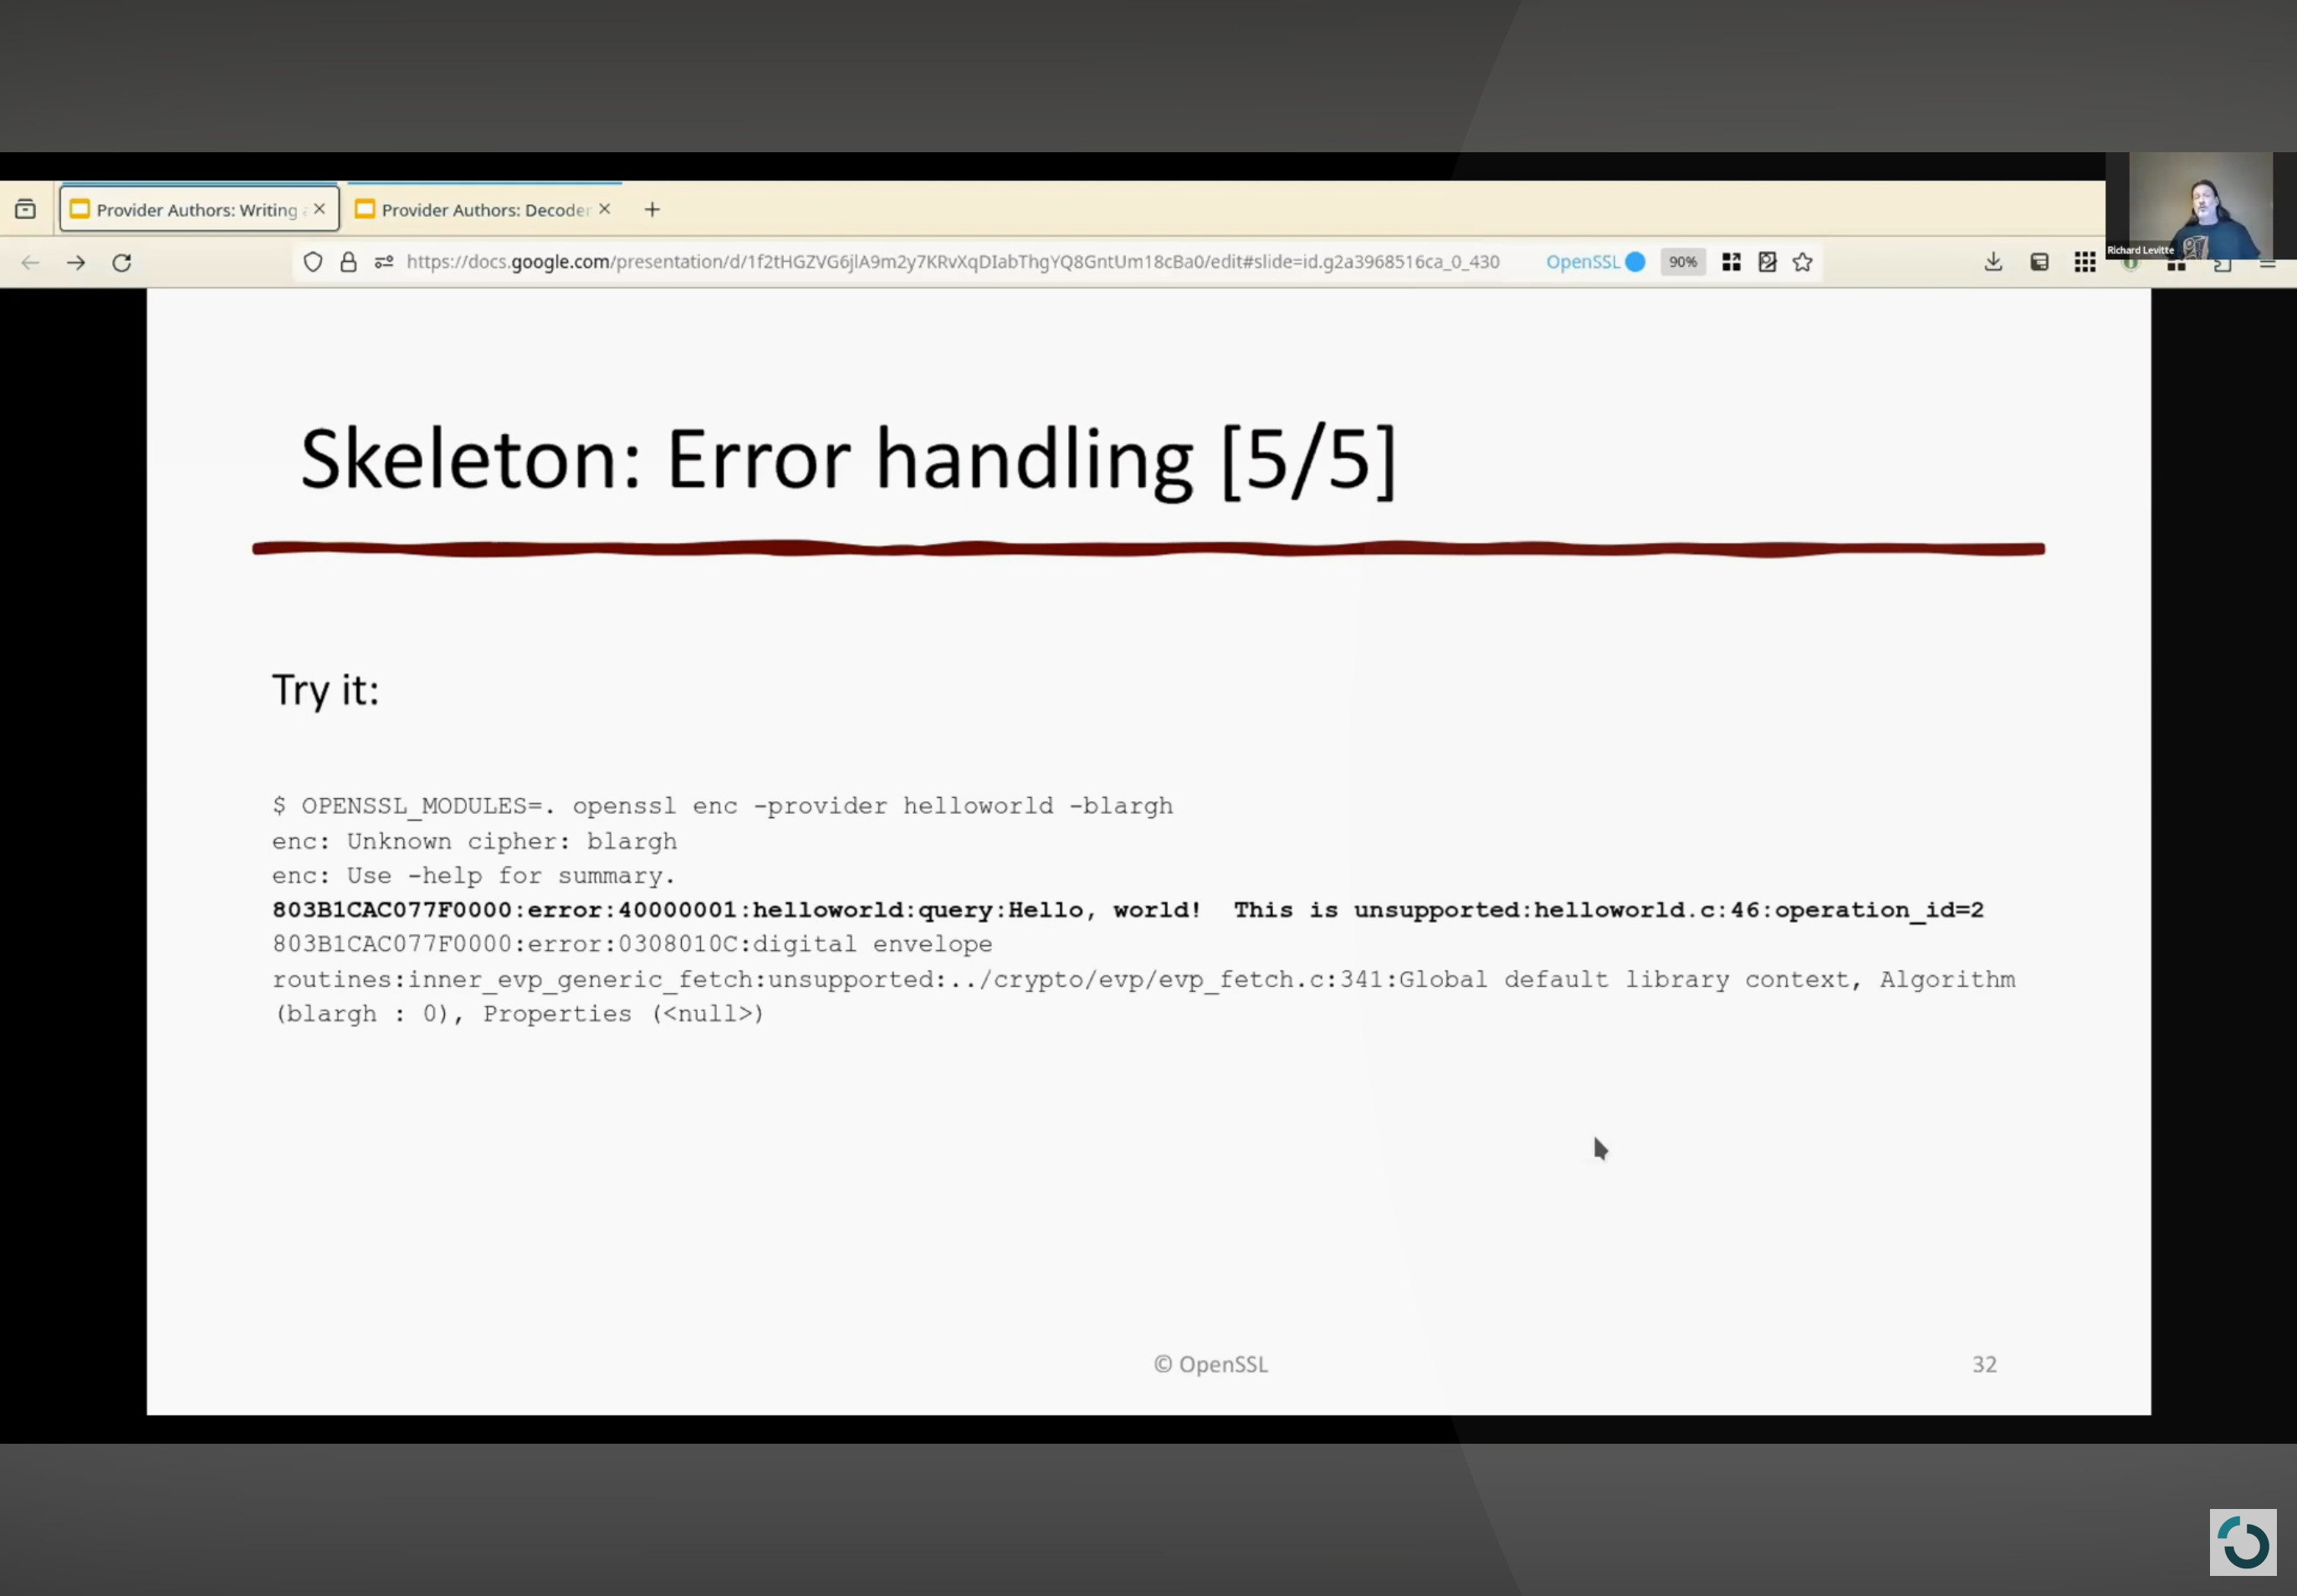 Provider Authors: Writing
Provider Authors: Decoder
https://docs.google.com/presentation/d/1f2tHGZVG6jlA9m2y7KRvXqDIabThgYQ8GntUm18cBa0/edit#slide=id.g2a3968516ca_0_430
OpenSSL
90%
Richard Levitte
Skeleton: Error handling [5/5]
Try it:
$ OPENSSL_MODULES=. openssl enc -provider helloworld -blargh
enc: Unknown cipher: blargh
enc: Use -help for summary.
803B1CAC077F0000:error:40000001:helloworld:query:Hello, world!  This is unsupported:helloworld.c:46:operation_id=2
803B1CAC077F0000:error:0308010C:digital envelope
routines:inner_evp_generic_fetch:unsupported:../crypto/evp/evp_fetch.c:341:Global default library context, Algorithm
(blargh : 0), Properties (<null>)
© OpenSSL
32